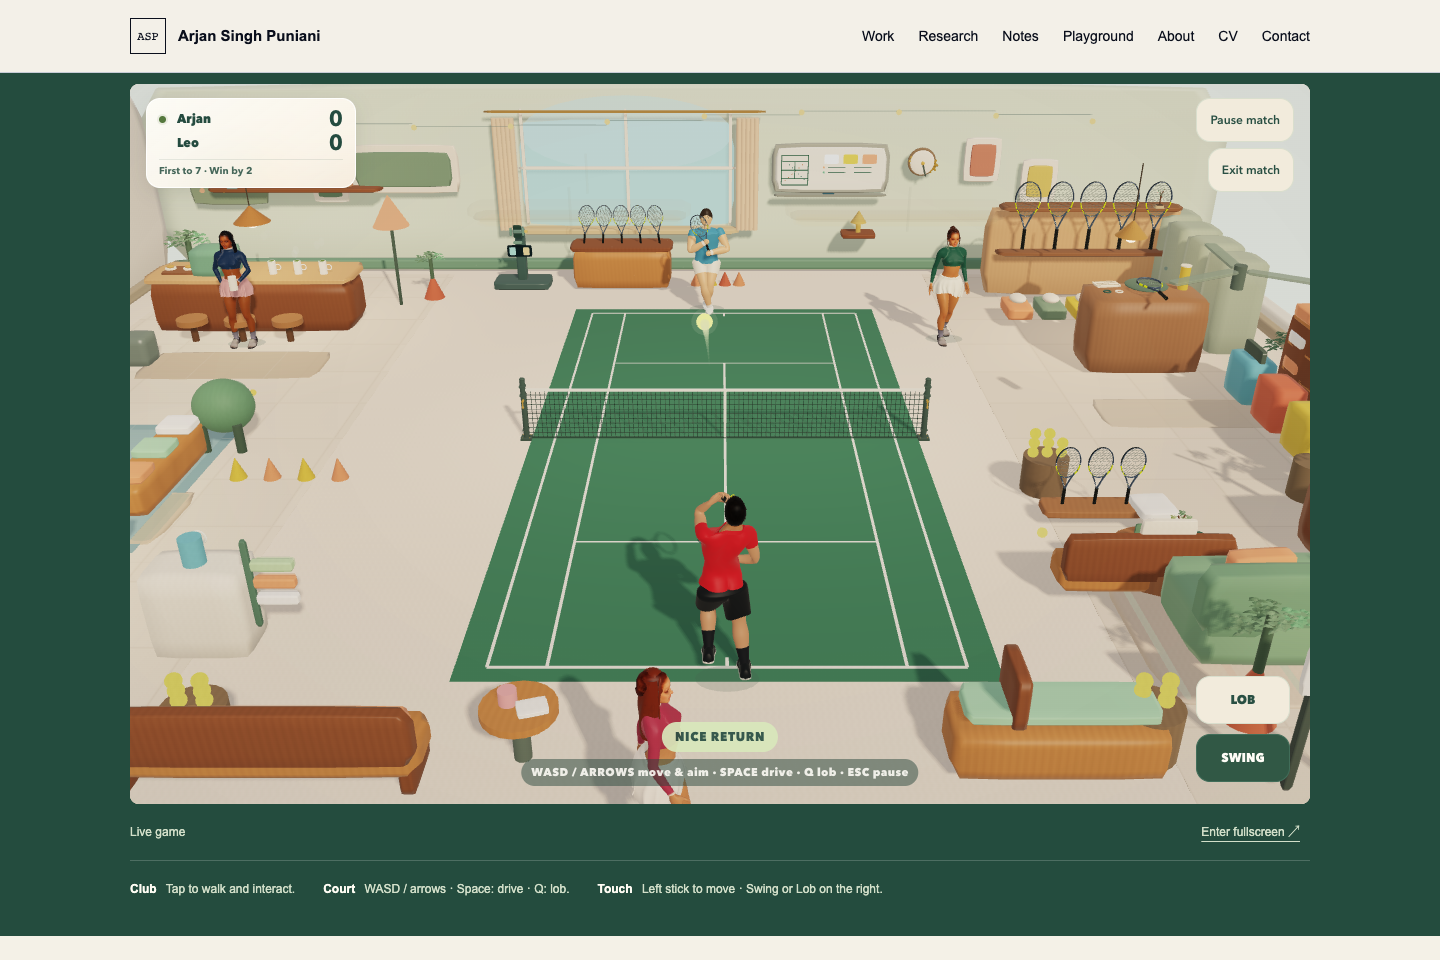 ASP
Arjan Singh Puniani
Work Research Notes Playground About CV Contact
Arjan 0
Leo 0
First to 7 · Win by 2
Pause match
Exit match
LOB
NICE RETURN
SWING
WASD / ARROWS move & aim · SPACE drive · Q lob · ESC pause
Live game
Enter fullscreen ↗
Club Tap to walk and interact. Court WASD / arrows · Space: drive · Q: lob. Touch Left stick to move · Swing or Lob on the right.